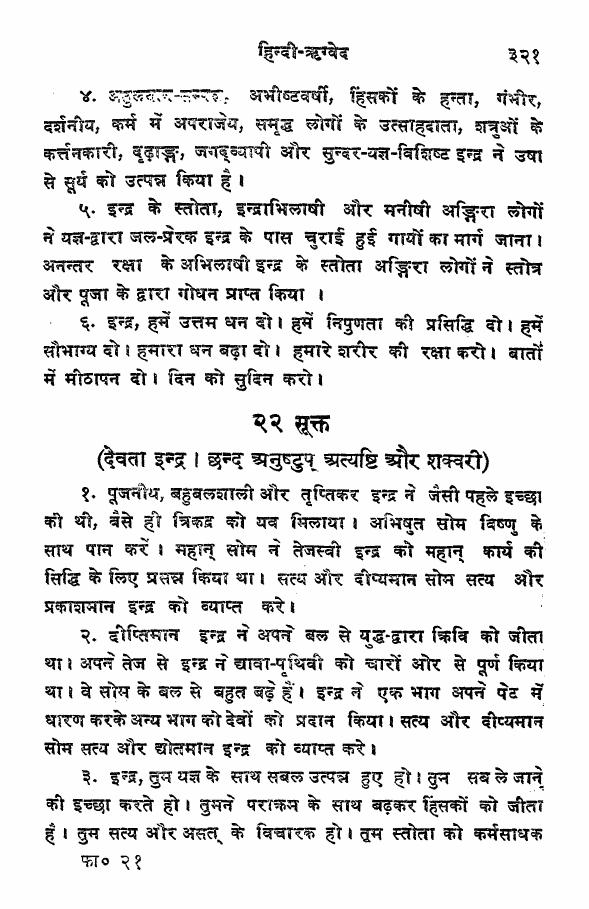 हिन्दी-ऋग्वेद ३२१
४. अतुलदान-सम्पन्न, अभीष्टवर्षी, हिंसकों के हन्ता, गंभीर,
दर्शनीय, कर्म में अपराजेय, समृद्ध लोगों के उत्साहदाता, शत्रुओं के
कर्त्तनकारी, दृढ़ाङ्ग, जगद्व्यापी और सुन्दर-यज्ञ-विशिष्ट इन्द्र ने उषा
से सूर्य को उत्पन्न किया है।
५. इन्द्र के स्तोता, इन्द्राभिलाषी और मनीषी अङ्गिरा लोगों
ने यज्ञ-द्वारा जल-प्रेरक इन्द्र के पास चुराई हुई गायों का मार्ग जाना।
अनन्तर रक्षा के अभिलाषी इन्द्र के स्तोता अङ्गिरा लोगों ने स्तोत्र
और पूजा के द्वारा गोधन प्राप्त किया ।
६. इन्द्र, हमें उत्तम धन दो। हमें निपुणता की प्रसिद्धि दो। हमें
सौभाग्य दो। हमारा धन बढ़ा दो। हमारे शरीर की रक्षा करो। बातों
में मीठापन दो। दिन को सुदिन करो।
२२ सूक्त
(देवता इन्द्र। छन्द अनुष्टुप् अत्यष्टि और शक्वरी)
१. पूजनीय, बहुबलशाली और तृप्तिकर इन्द्र ने जैसी पहले इच्छा
की थी, वैसे ही त्रिकद्र को यव मिलाया। अभिषुत सोम विष्णु के
साथ पान करें। महान् सोम ने तेजस्वी इन्द्र को महान् कार्य की
सिद्धि के लिए प्रसन्न किया था। सत्य और दीप्यमान सोम सत्य और
प्रकाशमान इन्द्र को व्याप्त करे।
२. दीप्तिमान इन्द्र ने अपने बल से युद्ध-द्वारा क्रिवि को जीता
था। अपने तेज से इन्द्र ने द्यावा-पृथिवी को चारों ओर से पूर्ण किया
था। वे सोम के बल से बहुत बढ़े हैं। इन्द्र ने एक भाग अपने पेट में
धारण करके अन्य भाग को देवों को प्रदान किया। सत्य और दीप्यमान
सोम सत्य और द्योतमान इन्द्र को व्याप्त करे।
३. इन्द्र, तुम यज्ञ के साथ सबल उत्पन्न हुए हो। तुम सब ले जाने
की इच्छा करते हो। तुमने पराक्रम के साथ बढ़कर हिंसकों को जीता
है। तुम सत्य और असत् के विचारक हो। तुम स्तोता को कर्मसाधक
फा० २१